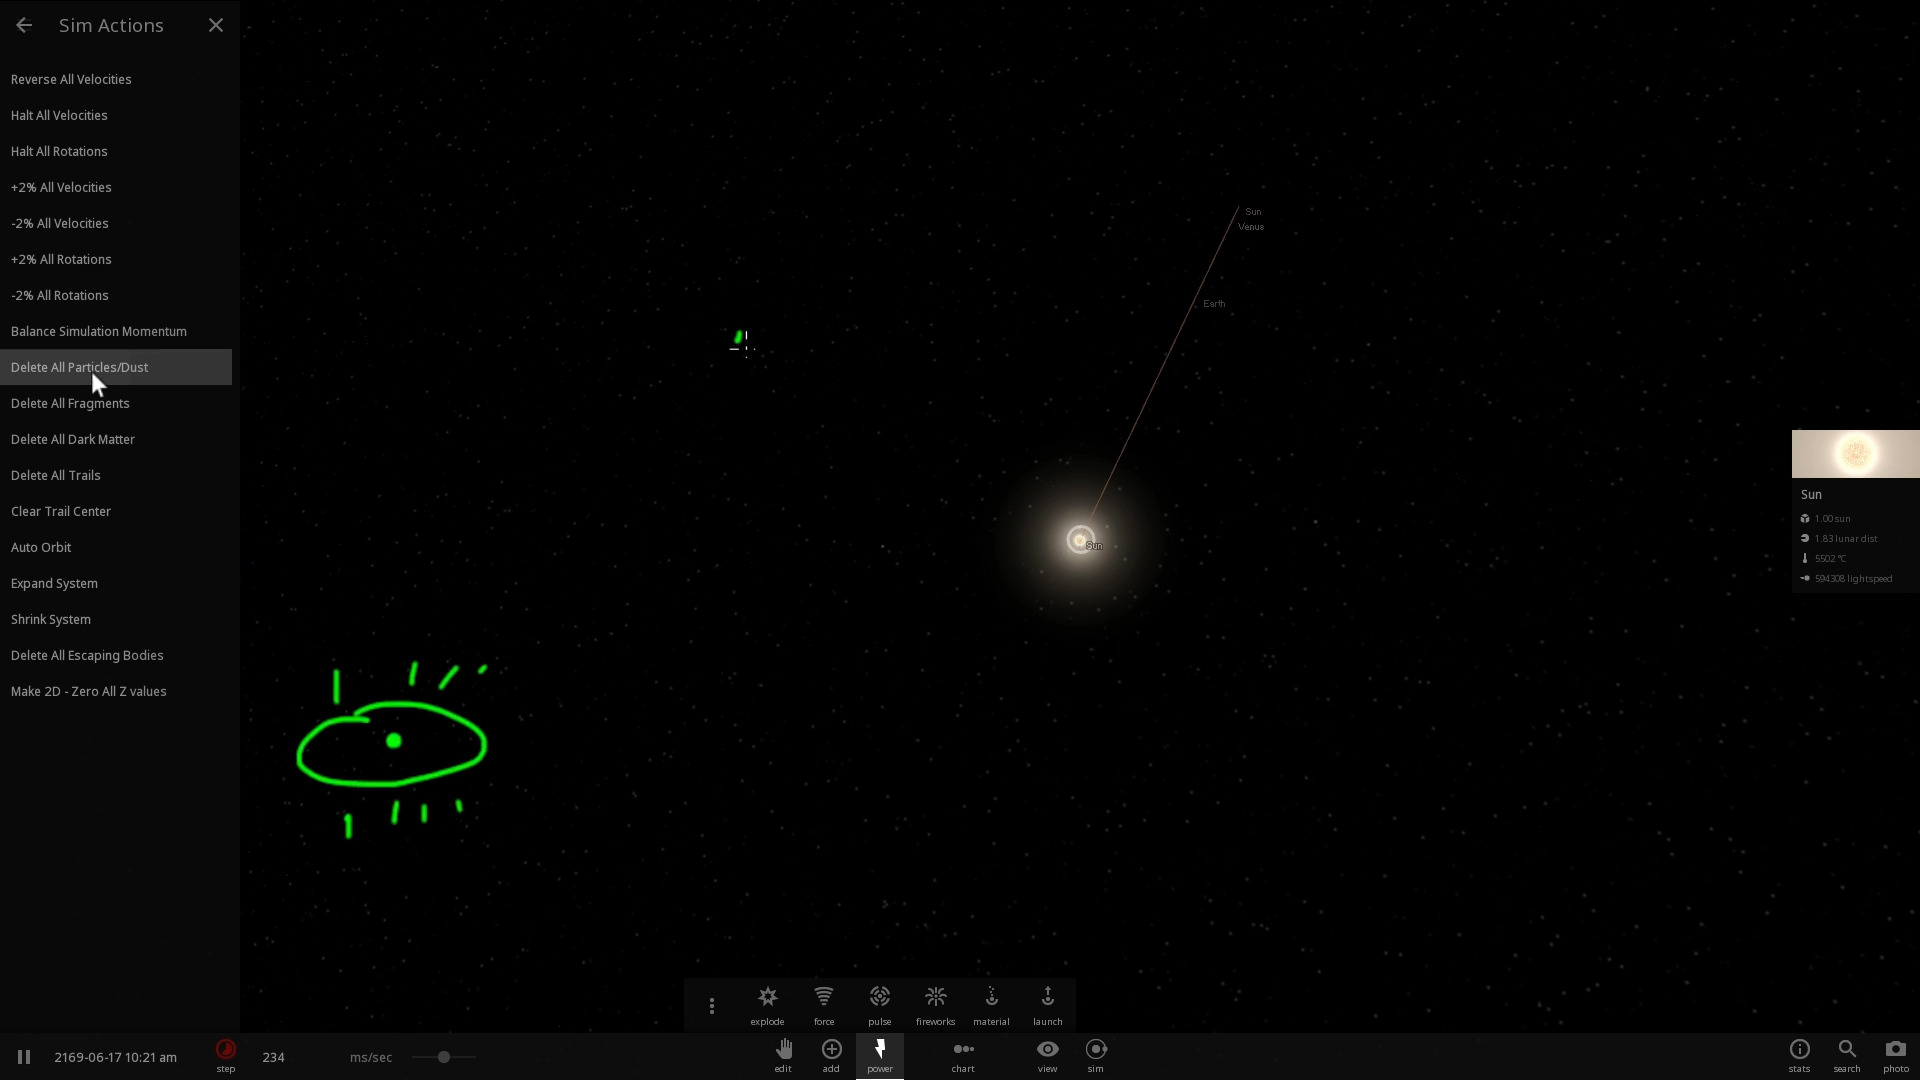 Sim Actions
Reverse All Velocities
Halt All Velocities
Halt All Rotations
+2% All Velocities
-2% All Velocities
+2% All Rotations
-2% All Rotations
Balance Simulation Momentum
Delete All Particles/Dust
Delete All Fragments
Delete All Dark Matter
Delete All Trails
Clear Trail Center
Auto Orbit
Expand System
Shrink System
Delete All Escaping Bodies
Make 2D - Zero All Z values
Sun
Venus
Earth
Sun
Sun
1.00 sun
1.83 lunar dist
5502 °C
594308 lightspeed
explode
force
pulse
fireworks
material
launch
2169-06-17 10:21 am
step
234
ms/sec
edit
add
power
chart
view
sim
stats
search
photo